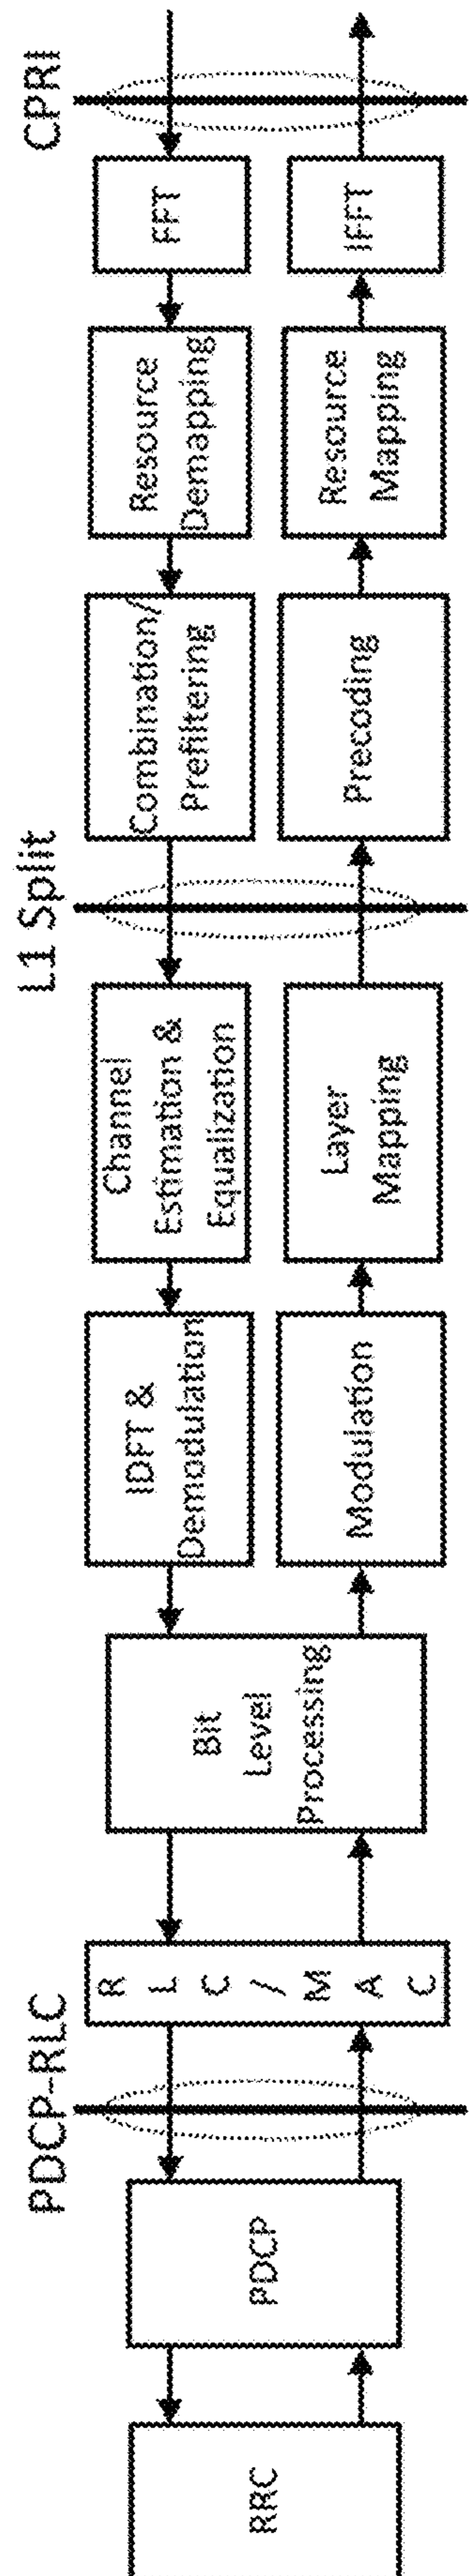 PDCP-RLC
L1 Split
CPRI
RRC
PDCP
R
L
C
/
M
A
C
Bit
Level
Processing
IDFT &
Demodulation
Channel
Estimation &
Equalization
Combination/
Prefiltering
Resource
Demapping
FFT
Modulation
Layer
Mapping
Precoding
Resource
Mapping
IFFT